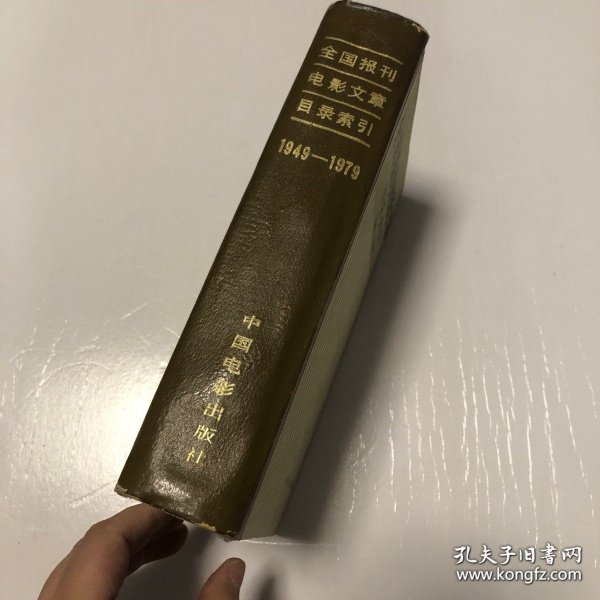 全国报刊
电影文章
目录索引
1949—1979
中国电影出版社
孔夫子旧书网
www.kongfz.com